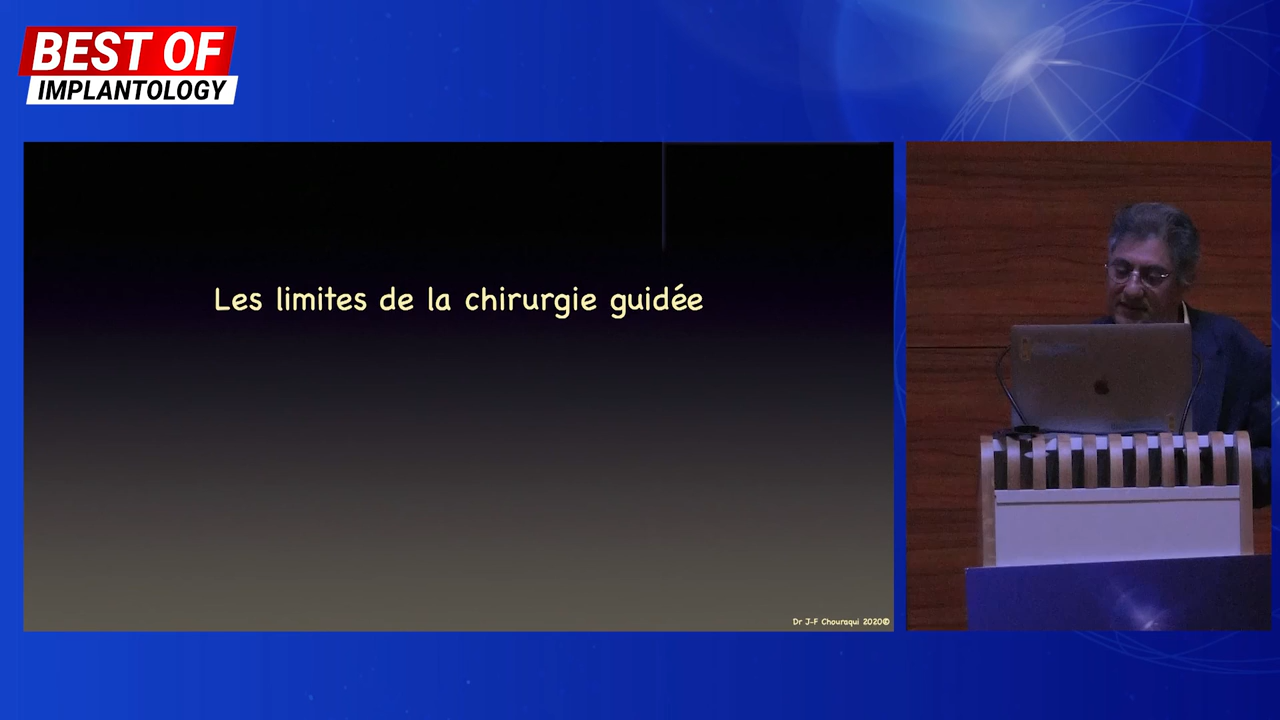 BEST OF
IMPLANTOLOGY
Les limites de la chirurgie guidée
Dr J-F Chouraqui 2020©